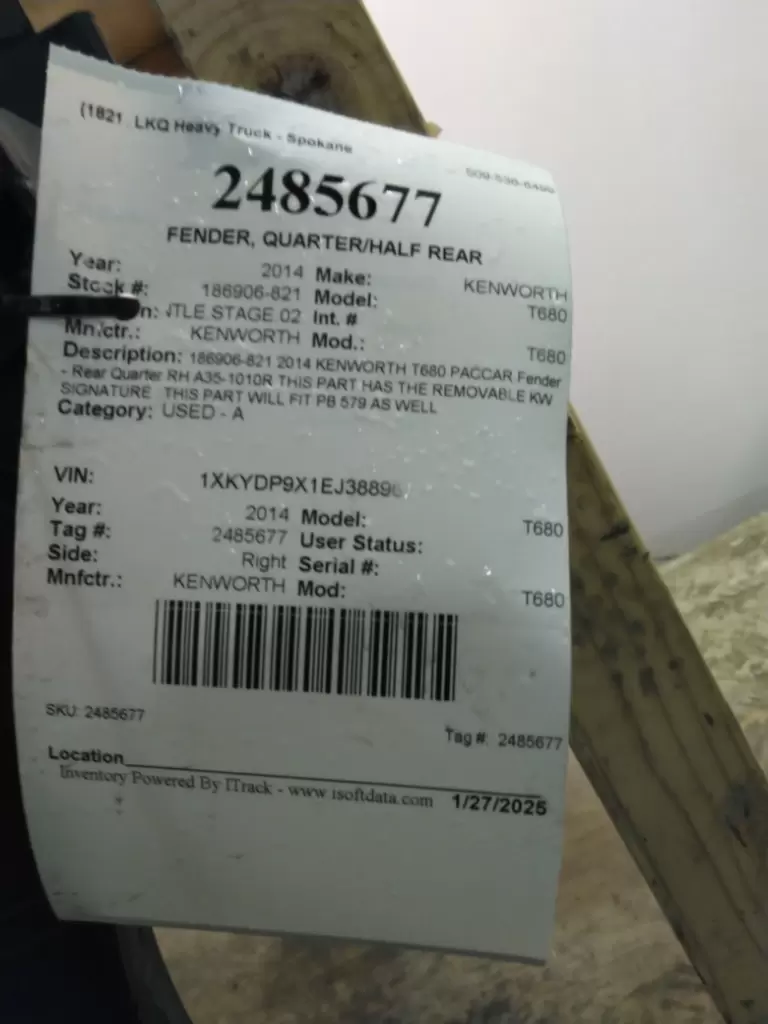 (1821 LKQ Heavy Truck - Spokane
2485677
FENDER, QUARTER/HALF REAR
Year: 2014 Make: KENWORTH
Stock #: 186906-821 Model: T680
n: NTLE STAGE 02 Int. #
Mnfctr.: KENWORTH Mod.: T680
Description: 186906-821 2014 KENWORTH T680 PACCAR Fender
- Rear Quarter RH A35-1010R THIS PART HAS THE REMOVABLE KW
SIGNATURE THIS PART WILL FIT PB 579 AS WELL
Category: USED - A
VIN: 1XKYDP9X1EJ38896
Year: 2014 Model: T680
Tag #: 2485677 User Status:
Side: Right Serial #:
Mnfctr.: KENWORTH Mod: T680
SKU: 2485677
Tag #: 2485677
Location
Inventory Powered By ITrack - www.isoftdata.com 1/27/2025